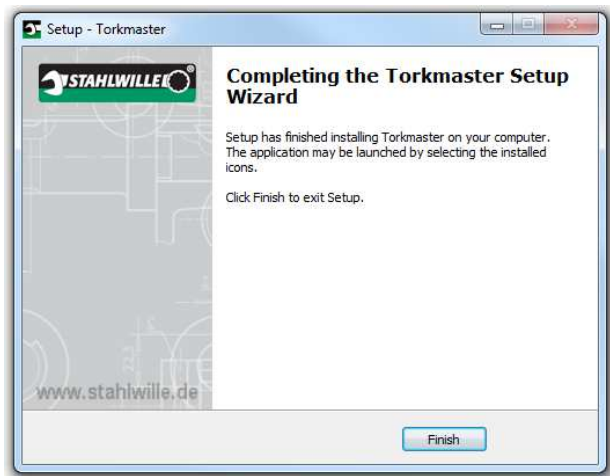 Setup - Torkmaster
STAHLWILLE®
Completing the Torkmaster Setup
Wizard
Setup has finished installing Torkmaster on your computer.
The application may be launched by selecting the installed
icons.
Click Finish to exit Setup.
www.stahlwille.de
Finish